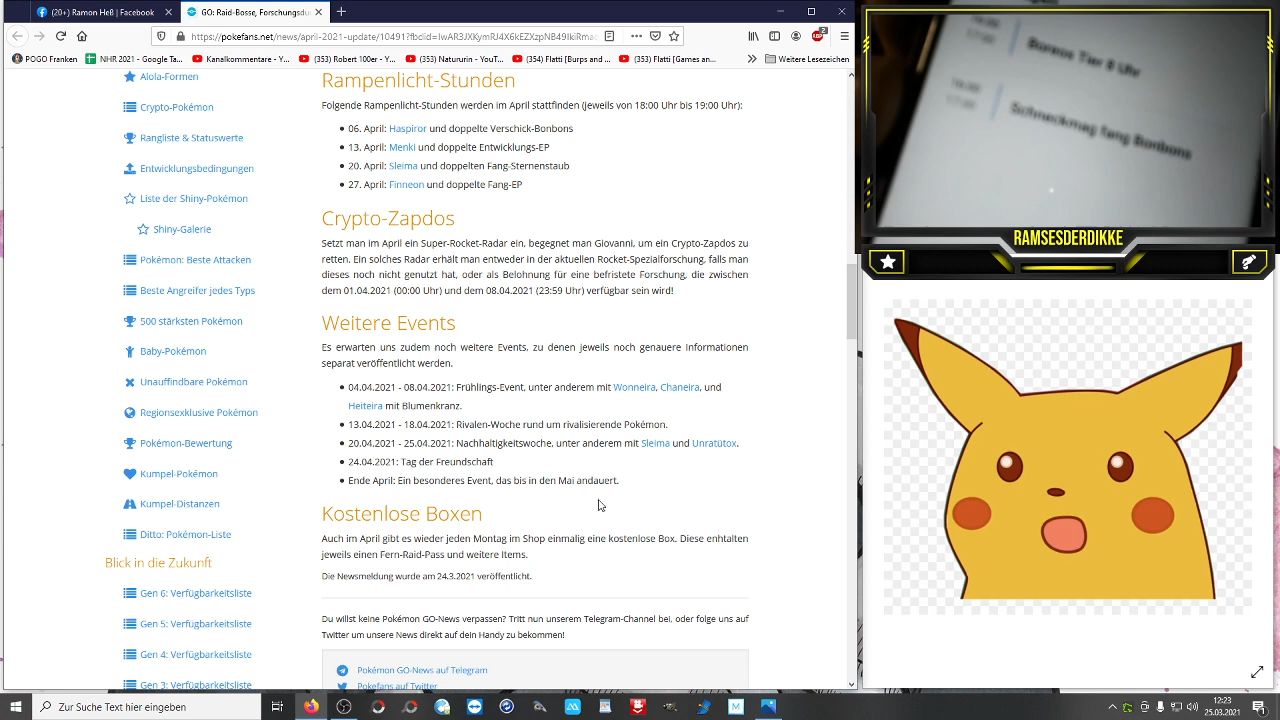 (20) Ramon Heß | Facebook
GO: Raid-Bosse, Forschungsdu
https://pokefans.net/news/april-2021-update/10491?fbclid=IwAR3JXKymRJ4X6kEZXzpNB49IkiRma
POGO Franken
NHR 2021 - Google T...
Kanalkommentare - Y...
(353) Robert 100er - Y...
(353) Naturuin - YouT...
(354) Flatti [Burps and ...
(353) Flatti [Games an...
Weitere Lesezeichen
Alola-Formen
Crypto-Pokémon
Rangliste & Statuswerte
Entwicklungsbedingungen
Liste der Shiny-Pokémon
Shiny-Galerie
Pokémon: Beste Attacken
Beste Angreifer jedes Typs
500 stärksten Pokémon
Baby-Pokémon
Unauffindbare Pokémon
Regionsexklusive Pokémon
Pokémon-Bewertung
Kumpel-Pokémon
Kumpel-Distanzen
Ditto: Pokémon-Liste
Blick in die Zukunft
Gen 6: Verfügbarkeitsliste
Gen 5: Verfügbarkeitsliste
Gen 4: Verfügbarkeitsliste
Gen 3: Verfügbarkeitsliste
Rampenlicht-Stunden
Folgende Rampenlicht-Stunden werden im April stattfinden (jeweils von 18:00 Uhr bis 19:00 Uhr):
06. April: Haspiror und doppelte Verschick-Bonbons
13. April: Menki und doppelte Entwicklungs-EP
20. April: Sleima und doppelten Fang-Sternenstaub
27. April: Finneon und doppelte Fang-EP
Crypto-Zapdos
Setzt man im April ein Super-Rocket-Radar ein, begegnet man Giovanni, um ein Crypto-Zapdos zu
retten. Ein solches Radar erhält man entweder in der aktuellen Rocket-Spezialforschung, falls man
dieses noch nicht genutzt hat, oder als Belohnung für eine befristete Forschung, die zwischen
dem 01.04.2021 (00:00 Uhr) und dem 08.04.2021 (23:59 Uhr) verfügbar sein wird!
Weitere Events
Es erwarten uns zudem noch weitere Events, zu denen jeweils noch genauere Informationen
separat veröffentlicht werden.
04.04.2021 - 08.04.2021: Frühlings-Event, unter anderem mit Wonneira, Chaneira, und
Heiteira mit Blumenkranz.
13.04.2021 - 18.04.2021: Rivalen-Woche rund um rivalisierende Pokémon.
20.04.2021 - 25.04.2021: Nachhaltigkeitswoche, unter anderem mit Sleima und Unratütox.
24.04.2021: Tag der Freundschaft
Ende April: Ein besonderes Event, das bis in den Mai andauert.
Kostenlose Boxen
Auch im April gibt es wieder jeden Montag im Shop einmalig eine kostenlose Box. Diese enhtalten
jeweils einen Fern-Raid-Pass und weitere Items.
Die Newsmeldung wurde am 24.3.2021 veröffentlicht.
Du willst keine Pokémon GO-News verpassen? Tritt nun unserem Telegram-Channel bei, oder folge uns auf
Twitter um unsere News direkt auf dein Handy zu bekommen!
Pokémon GO-News auf Telegram
Pokefans auf Twitter
Boreos Tier 8 Uhr
Schneckmag fang Bonbons
RAMSESDERDIKKE
Zur Suche Text hier eingeben
12:23
25.03.2021